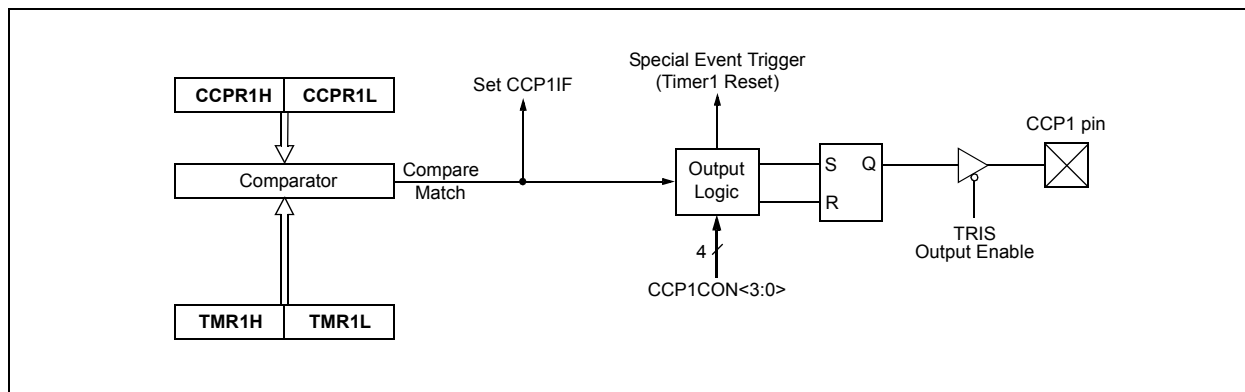 Special Event Trigger
(Timer1 Reset)
Set CCP1IF
CCPR1H CCPR1L
CCP1 pin
Comparator
Compare
Match
Output
Logic
S Q
R
TRIS
Output Enable
4
CCP1CON<3:0>
TMR1H TMR1L